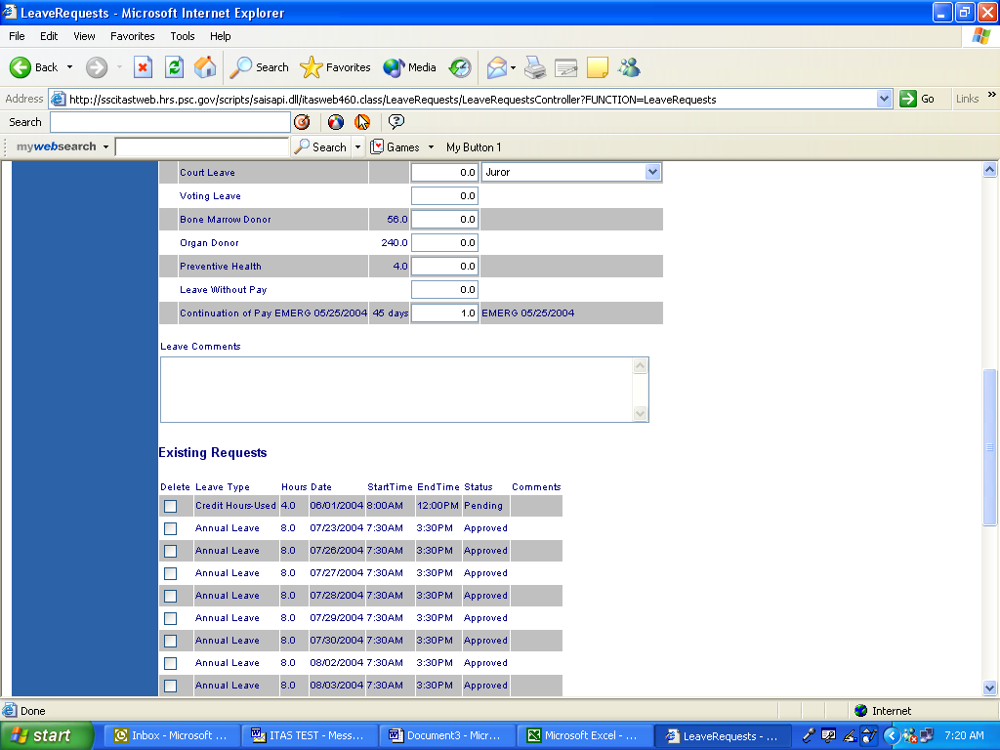 LeaveRequests - Microsoft Internet Explorer
File Edit View Favorites Tools Help
Back Search Favorites Media
Address http://sscitastweb.hrs.psc.gov/scripts/saisapi.dll/itasweb460.class/LeaveRequests/LeaveRequestsController?FUNCTION=LeaveRequests Go Links »
Search
mywebsearch Search Games My Button 1
Court Leave 0.0 Juror
Voting Leave 0.0
Bone Marrow Donor 56.0 0.0
Organ Donor 240.0 0.0
Preventive Health 4.0 0.0
Leave Without Pay 0.0
Continuation of Pay EMERG 05/25/2004 45 days 1.0 EMERG 05/25/2004
Leave Comments
Existing Requests
Delete Leave Type Hours Date StartTime EndTime Status Comments
Credit Hours-Used 4.0 06/01/2004 8:00AM 12:00PM Pending
Annual Leave 8.0 07/23/2004 7:30AM 3:30PM Approved
Annual Leave 8.0 07/26/2004 7:30AM 3:30PM Approved
Annual Leave 8.0 07/27/2004 7:30AM 3:30PM Approved
Annual Leave 8.0 07/28/2004 7:30AM 3:30PM Approved
Annual Leave 8.0 07/29/2004 7:30AM 3:30PM Approved
Annual Leave 8.0 07/30/2004 7:30AM 3:30PM Approved
Annual Leave 8.0 08/02/2004 7:30AM 3:30PM Approved
Annual Leave 8.0 08/03/2004 7:30AM 3:30PM Approved
Done Internet
start Inbox - Microsoft ... ITAS TEST - Mess... Document3 - Micr... Microsoft Excel - ... LeaveRequests - ... 7:20 AM